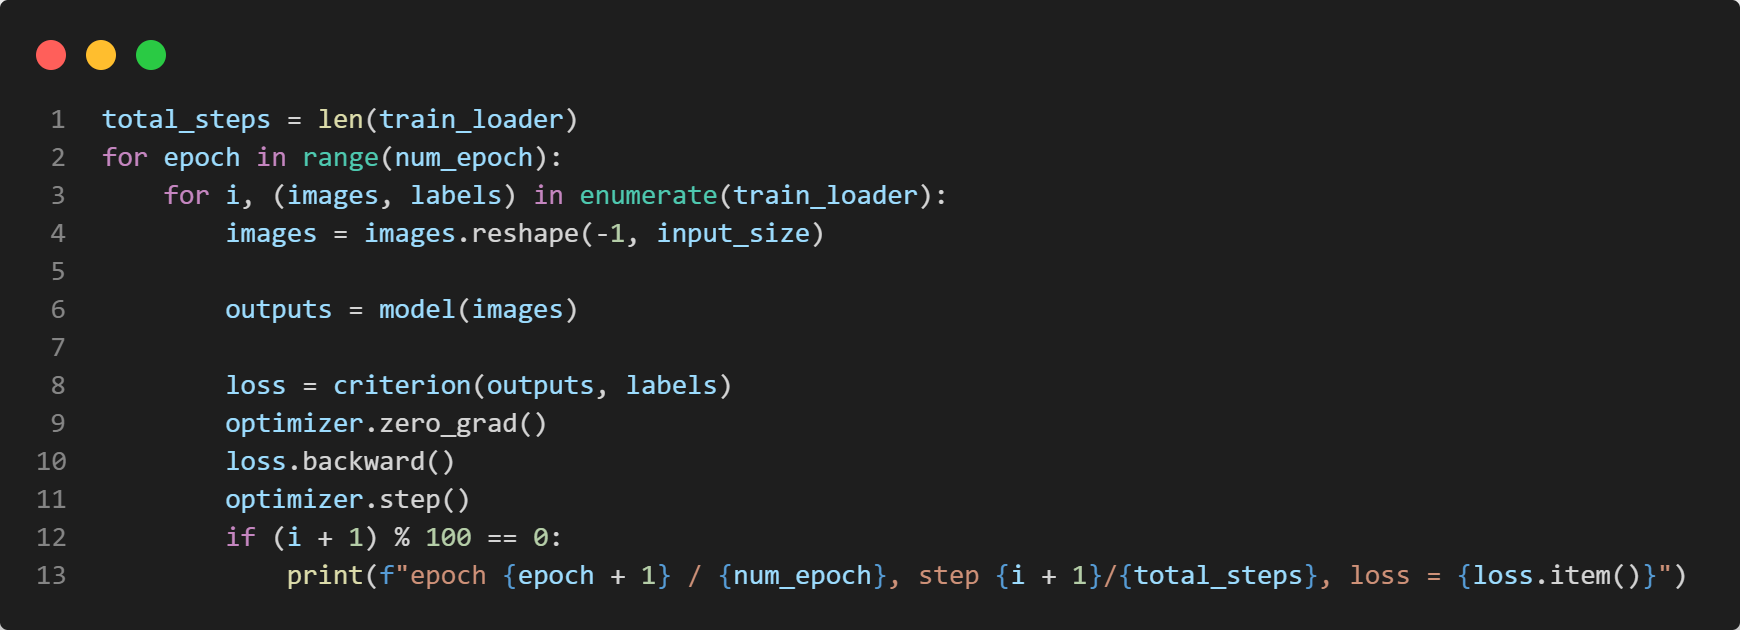 1 total_steps = len(train_loader)
2 for epoch in range(num_epoch):
3     for i, (images, labels) in enumerate(train_loader):
4         images = images.reshape(-1, input_size)
5
6         outputs = model(images)
7
8         loss = criterion(outputs, labels)
9         optimizer.zero_grad()
10         loss.backward()
11         optimizer.step()
12         if (i + 1) % 100 == 0:
13             print(f"epoch {epoch + 1} / {num_epoch}, step {i + 1}/{total_steps}, loss = {loss.item()}")